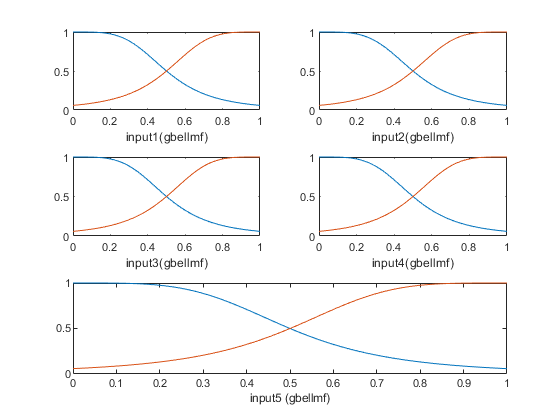 1 1
0.5 0.5
0 0
0 0.2 0.4 0.6 0.8 1 0 0.2 0.4 0.6 0.8 1
input1(gbellmf) input2(gbellmf)
1 1
0.5 0.5
0 0
0 0.2 0.4 0.6 0.8 1 0 0.2 0.4 0.6 0.8 1
input3(gbellmf) input4(gbellmf)
1
0.5
0
0 0.1 0.2 0.3 0.4 0.5 0.6 0.7 0.8 0.9 1
input5 (gbellmf)